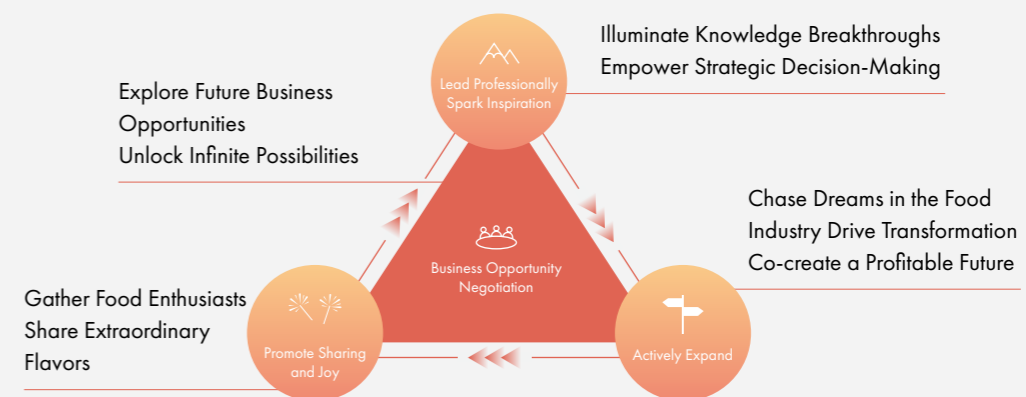 Illuminate Knowledge Breakthroughs
Empower Strategic Decision-Making
Lead Professionally
Spark Inspiration
Explore Future Business
Opportunities
Unlock Infinite Possibilities
Chase Dreams in the Food
Industry Drive Transformation
Co-create a Profitable Future
Business Opportunity
Negotiation
Gather Food Enthusiasts
Share Extraordinary
Flavors
Promote Sharing
and Joy
Actively Expand